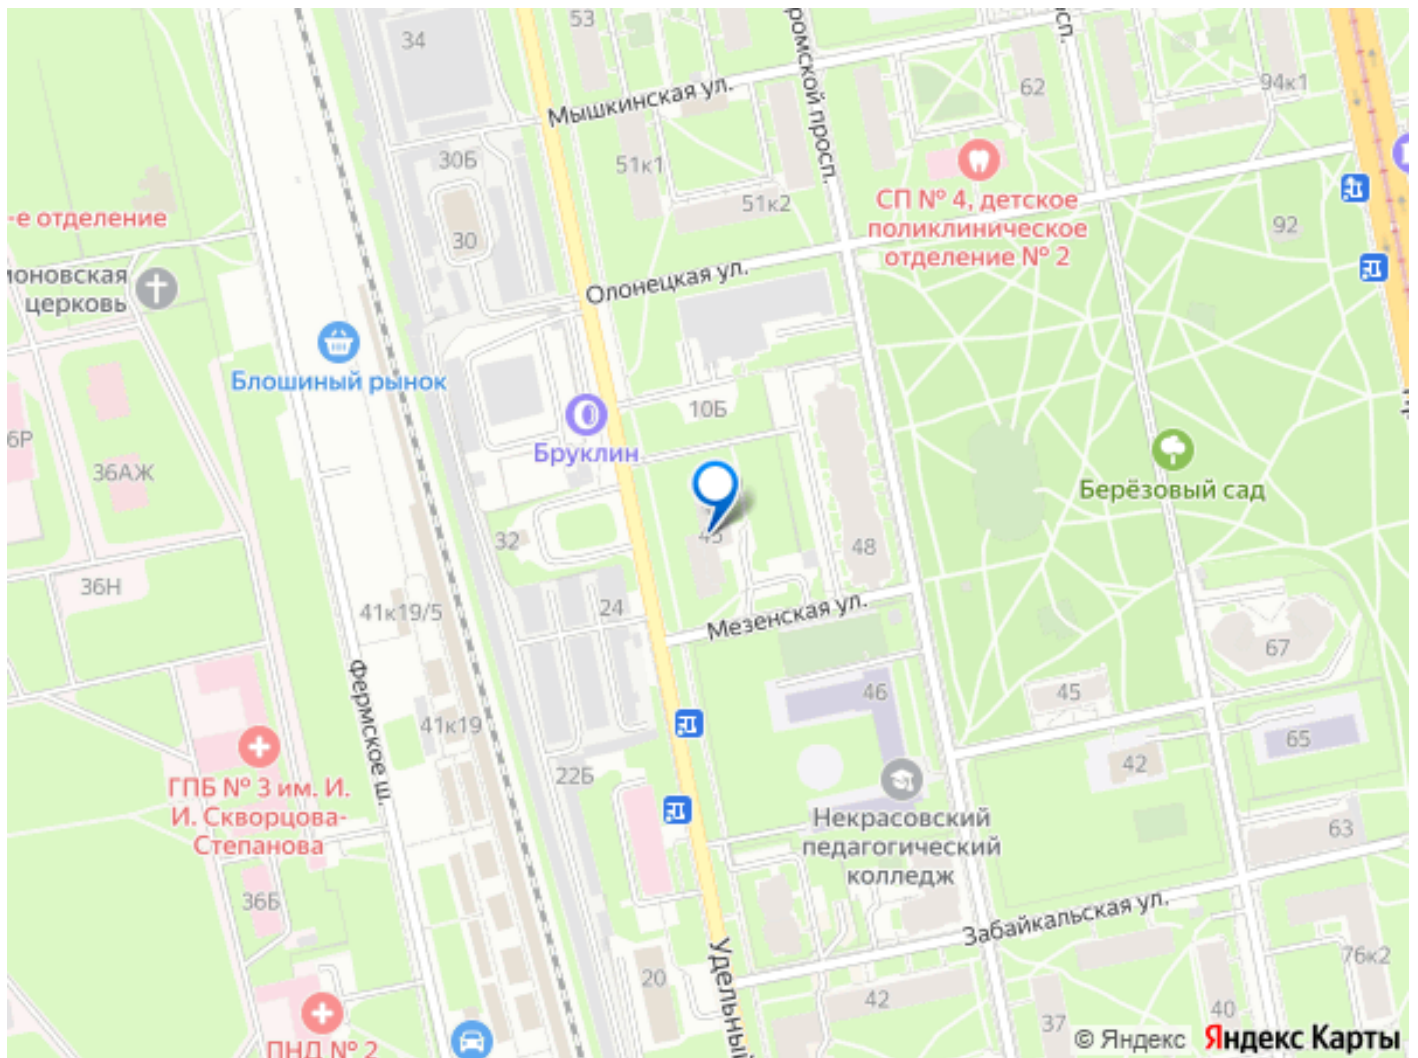 53
34
ромской просп.
сп.
62
94к1
Мышкинская ул.
30Б
51к1
51к2
СП № 4, детское
поликлиническое
отделение № 2
-е отделение
92
30
ионовская
церковь
Олонецкая ул.
Блошиный рынок
10Б
Бруклин
6Р
36АЖ
Берёзовый сад
45
48
32
36Н
41к19/5
24
Мезенская ул.
67
Фермское ш.
46
45
41к19
65
42
22Б
ГПБ № 3 им. И.
И. Скворцова-
Степанова
Некрасовский
педагогический
колледж
63
36Б
Забайкальская ул.
Удельный
76к2
20
42
40
37
ПНД № 2
© Яндекс Яндекс Карты